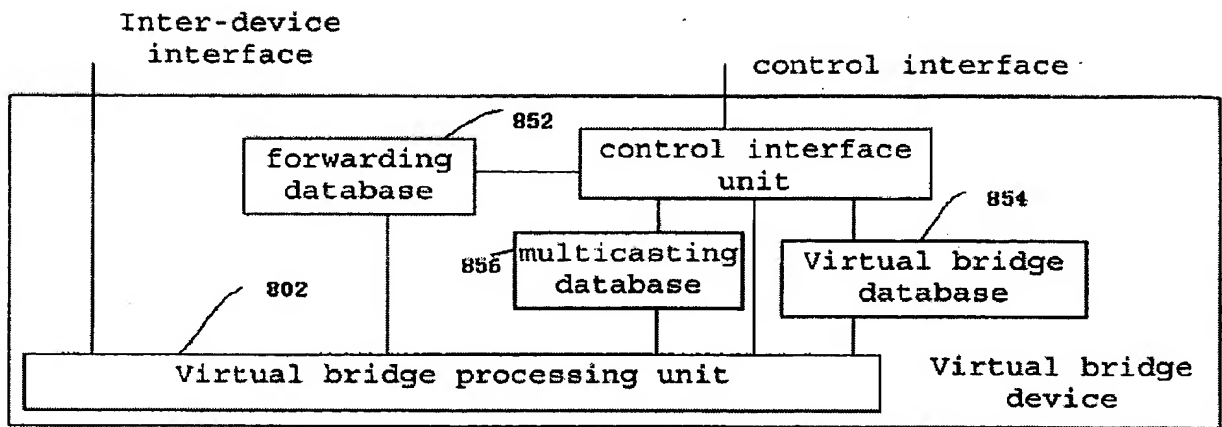 Inter-device
interface
control interface
852
forwarding
database
control interface
unit
854
856
multicasting
database
Virtual bridge
database
802
Virtual bridge processing unit
Virtual bridge
device